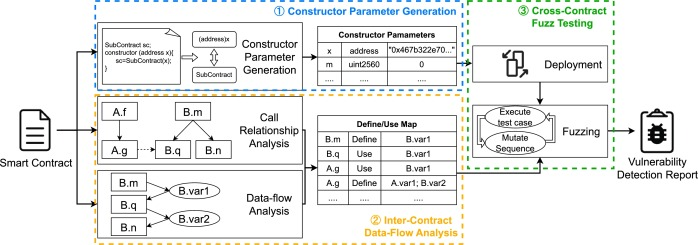 ① Constructor Parameter Generation
SubContract sc;
constructor (address x){
sc=SubContract(x);
}
(address)x
SubContract
Constructor
Parameter
Generation
Constructor Pamameters
x address "0x467b322e70..."
m uint2560 0
.... .... ....
③ Cross-Contract
Fuzz Testing
Deployment
Execute
test case
Mutate
Sequence
Fuzzing
Smart Contract
A.f
B.m
A.g
B.q
B.n
Call
Relationship
Analysis
B.m
B.q
B.n
B.var1
B.var2
Data-flow
Analysis
Define/Use Map
B.m Define B.var1
B.q Use B.var1
A.g Use B.var1
A.g Define A.var1; B.var2
.... .... ....
② Inter-Contract
Data-Flow Analysis
Vulnerability
Detection Report